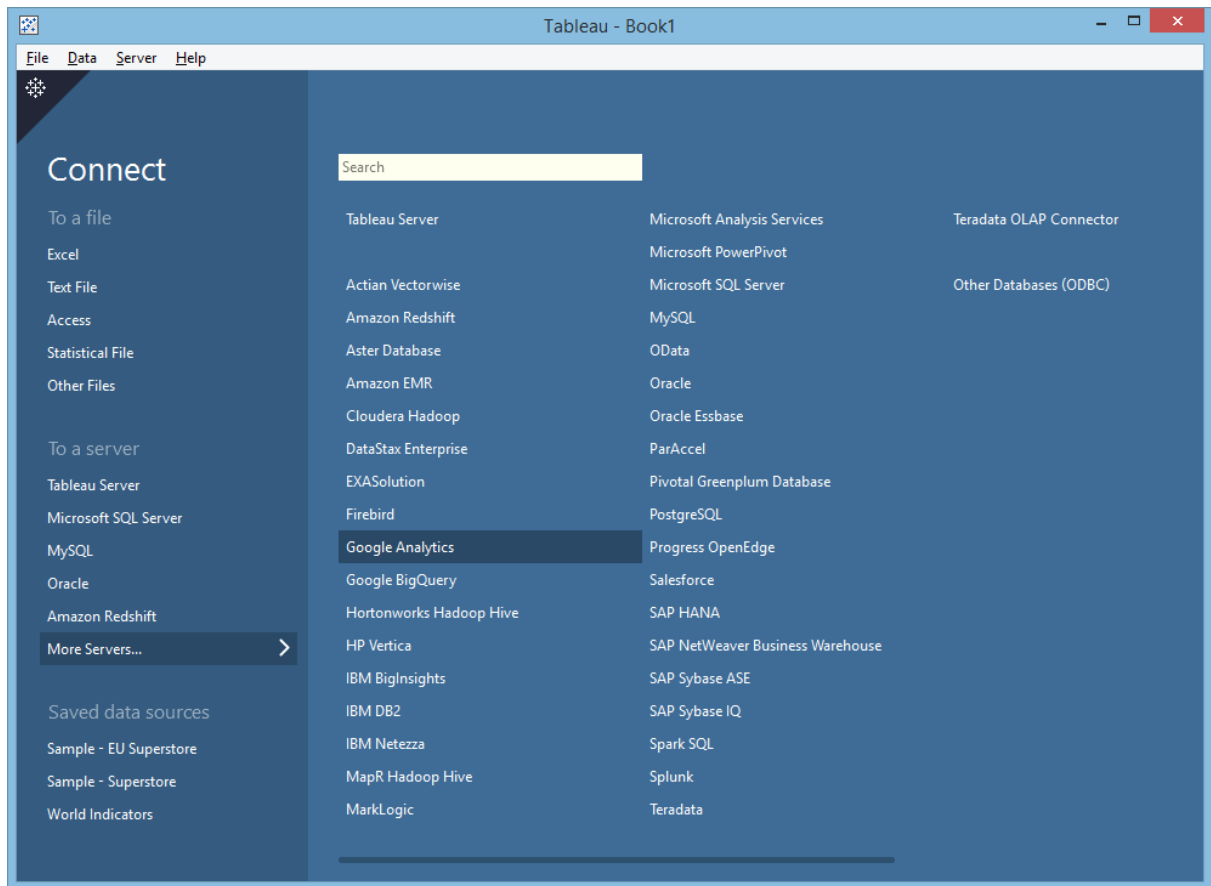 Tableau - Book1
File Data Server Help
Connect
To a file
Excel
Text File
Access
Statistical File
Other Files
To a server
Tableau Server
Microsoft SQL Server
MySQL
Oracle
Amazon Redshift
More Servers...
Saved data sources
Sample - EU Superstore
Sample - Superstore
World Indicators
Search
Tableau Server
Actian Vectorwise
Amazon Redshift
Aster Database
Amazon EMR
Cloudera Hadoop
DataStax Enterprise
EXASolution
Firebird
Google Analytics
Google BigQuery
Hortonworks Hadoop Hive
HP Vertica
IBM BigInsights
IBM DB2
IBM Netezza
MapR Hadoop Hive
MarkLogic
Microsoft Analysis Services
Microsoft PowerPivot
Microsoft SQL Server
MySQL
OData
Oracle
Oracle Essbase
ParAccel
Pivotal Greenplum Database
PostgreSQL
Progress OpenEdge
Salesforce
SAP HANA
SAP NetWeaver Business Warehouse
SAP Sybase ASE
SAP Sybase IQ
Spark SQL
Splunk
Teradata
Teradata OLAP Connector
Other Databases (ODBC)